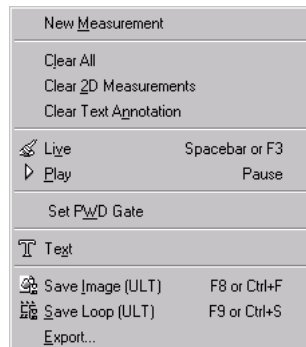 New Measurement
Clear All
Clear 2D Measurements
Clear Text Annotation
Live Spacebar or F3
Play Pause
Set PWD Gate
Text
Save Image (ULT) F8 or Ctrl+F
Save Loop (ULT) F9 or Ctrl+S
Export...